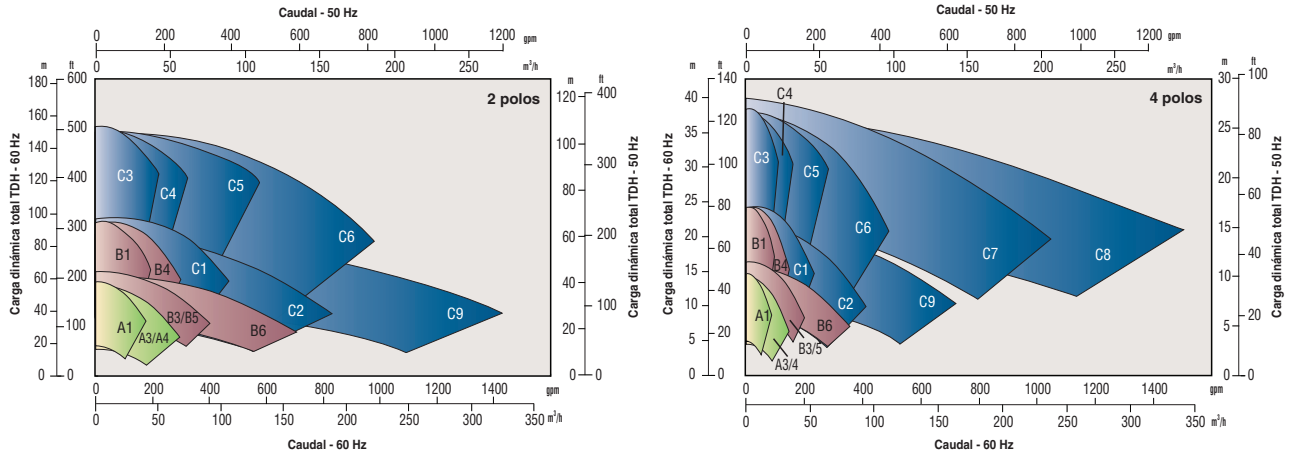 Caudal - 50 Hz
0 200 400 600 800 1000 1200 gpm
0 50 100 150 200 250 m³/h
m ft
180 160 140 120 100 80 60 40 20 0
600 500 400 300 200 100 0
Carga dinámica total TDH - 60 Hz
2 polos
C3
C4
C5
C6
B1
B4
C1
C2
C9
A1
A3/A4
B3/B5
B6
m ft
120 100 80 60 40 20 0
400 300 200 100 0
Carga dinámica total TDH - 50 Hz
0 200 400 600 800 1000 1200 1400 gpm
0 50 100 150 200 250 300 350 m³/h
Caudal - 60 Hz
Caudal - 50 Hz
0 200 400 600 800 1000 1200 gpm
0 50 100 150 200 250 m³/h
m ft
40 35 30 25 20 15 10 5 0
140 120 100 80 60 40 20 0
Carga dinámica total TDH - 60 Hz
4 polos
C4
C3
C5
C6
C7
C8
B1
B4
C1
C2
C9
A1
B6
B3/5
A3/4
m ft
30 25 20 15 10 5 0
100 80 60 40 20 0
Carga dinámica total TDH - 50 Hz
0 200 400 600 800 1000 1200 1400 gpm
0 50 100 150 200 250 300 350 m³/h
Caudal - 60 Hz